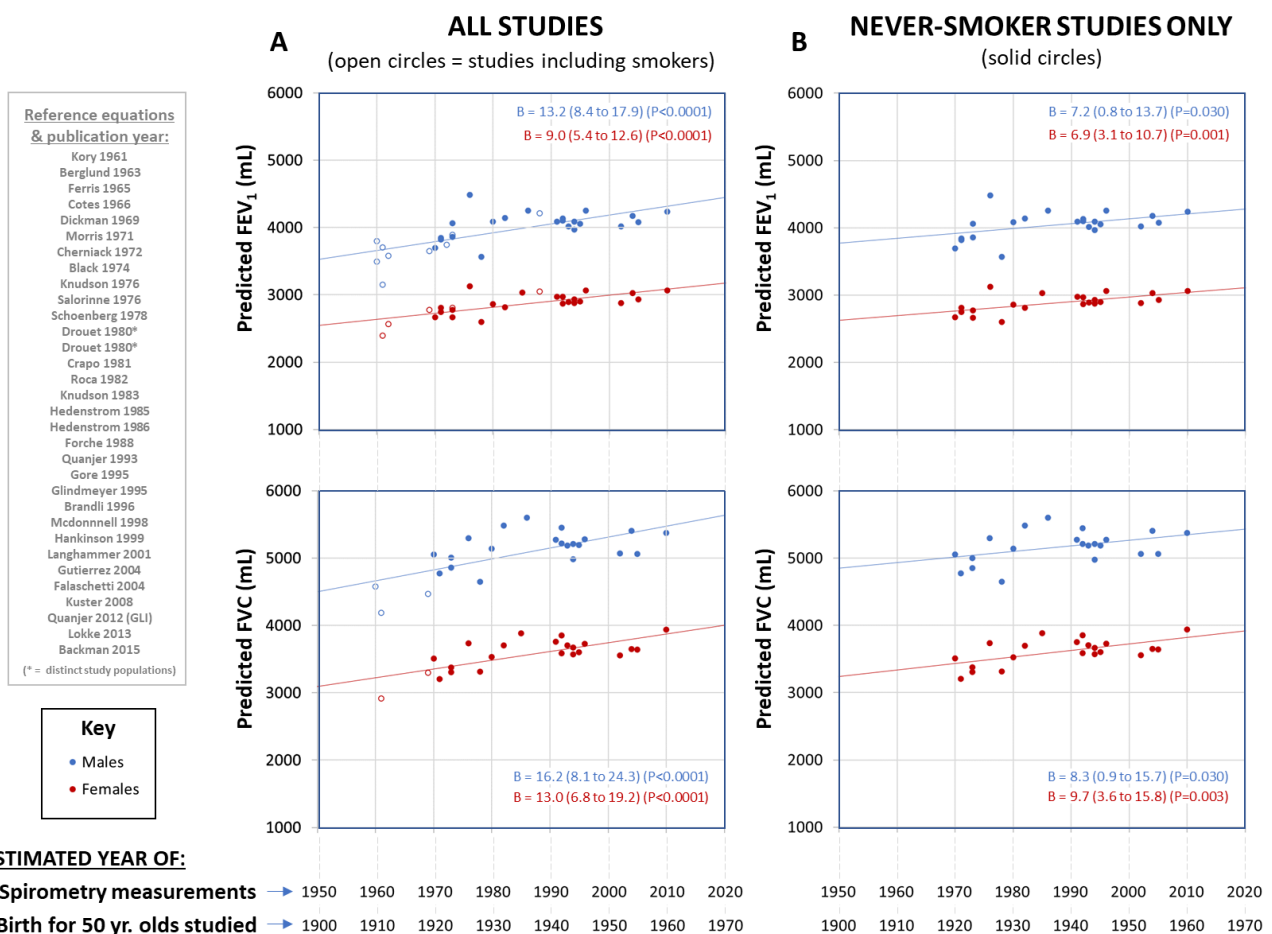 ALL STUDIES
A
(open circles = studies including smokers)
NEVER-SMOKER STUDIES ONLY
B
(solid circles)
Reference equations
& publication year:
Kory 1961
Berglund 1963
Ferris 1965
Cotes 1966
Dickman 1969
Morris 1971
Cherniack 1972
Black 1974
Knudson 1976
Salorinne 1976
Schoenberg 1978
Drouet 1980*
Drouet 1980*
Crapo 1981
Roca 1982
Knudson 1983
Hedenstrom 1985
Hedenstrom 1986
Forche 1988
Quanjer 1993
Gore 1995
Glindmeyer 1995
Brandli 1996
Mcdonnnell 1998
Hankinson 1999
Langhammer 2001
Gutierrez 2004
Falaschetti 2004
Kuster 2008
Quanjer 2012 (GLI)
Lokke 2013
Backman 2015
(* = distinct study populations)
Key
Males
Females
Predicted FEV1 (mL)
6000
5000
4000
3000
2000
1000
B = 13.2 (8.4 to 17.9) (P<0.0001)
B = 9.0 (5.4 to 12.6) (P<0.0001)
Predicted FEV1 (mL)
6000
5000
4000
3000
2000
1000
B = 7.2 (0.8 to 13.7) (P=0.030)
B = 6.9 (3.1 to 10.7) (P=0.001)
Predicted FVC (mL)
6000
5000
4000
3000
2000
1000
B = 16.2 (8.1 to 24.3) (P<0.0001)
B = 13.0 (6.8 to 19.2) (P<0.0001)
Predicted FVC (mL)
6000
5000
4000
3000
2000
1000
B = 8.3 (0.9 to 15.7) (P=0.030)
B = 9.7 (3.6 to 15.8) (P=0.003)
STIMATED YEAR OF:
Spirometry measurements 1950 1960 1970 1980 1990 2000 2010 2020 1950 1960 1970 1980 1990 2000 2010 2020
Birth for 50 yr. olds studied 1900 1910 1920 1930 1940 1950 1960 1970 1900 1910 1920 1930 1940 1950 1960 1970